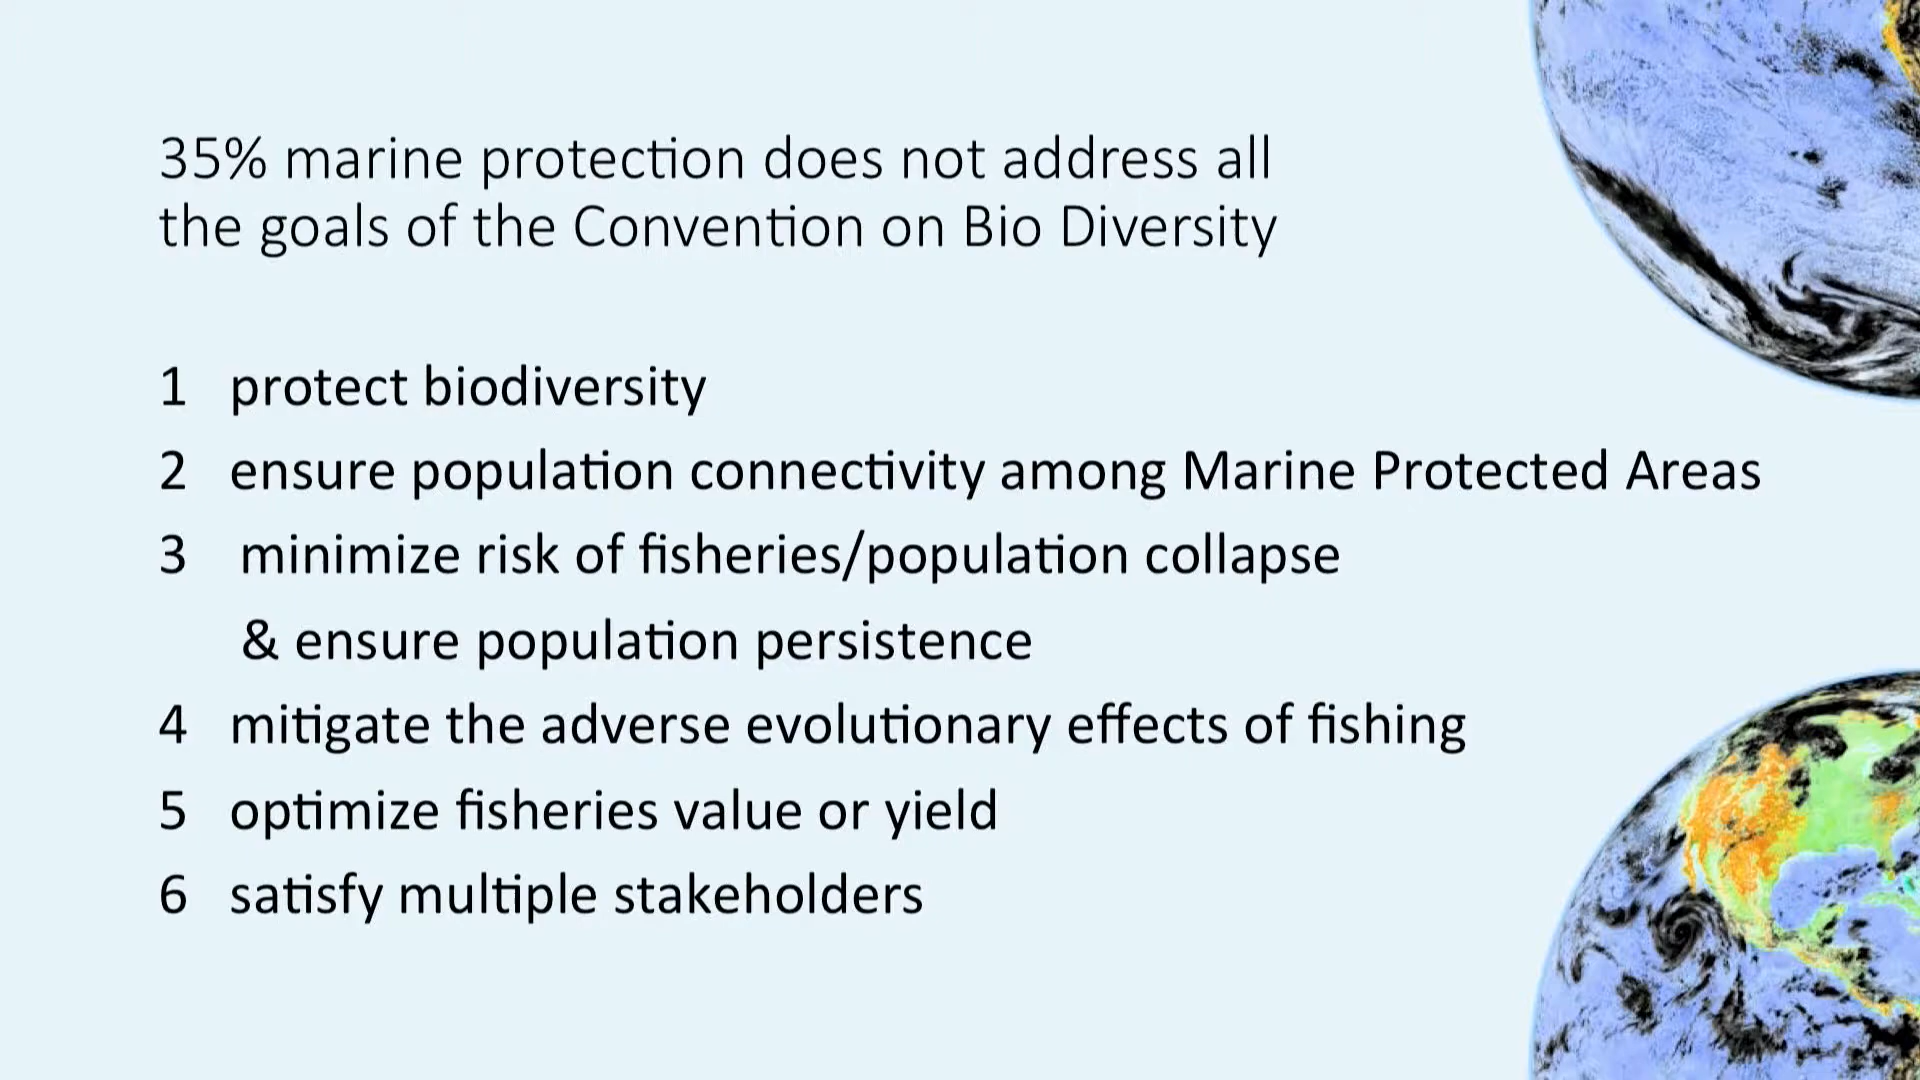 35% marine protection does not address all
the goals of the Convention on Bio Diversity
1 protect biodiversity
2 ensure population connectivity among Marine Protected Areas
3 minimize risk of fisheries/population collapse
& ensure population persistence
4 mitigate the adverse evolutionary effects of fishing
5 optimize fisheries value or yield
6 satisfy multiple stakeholders